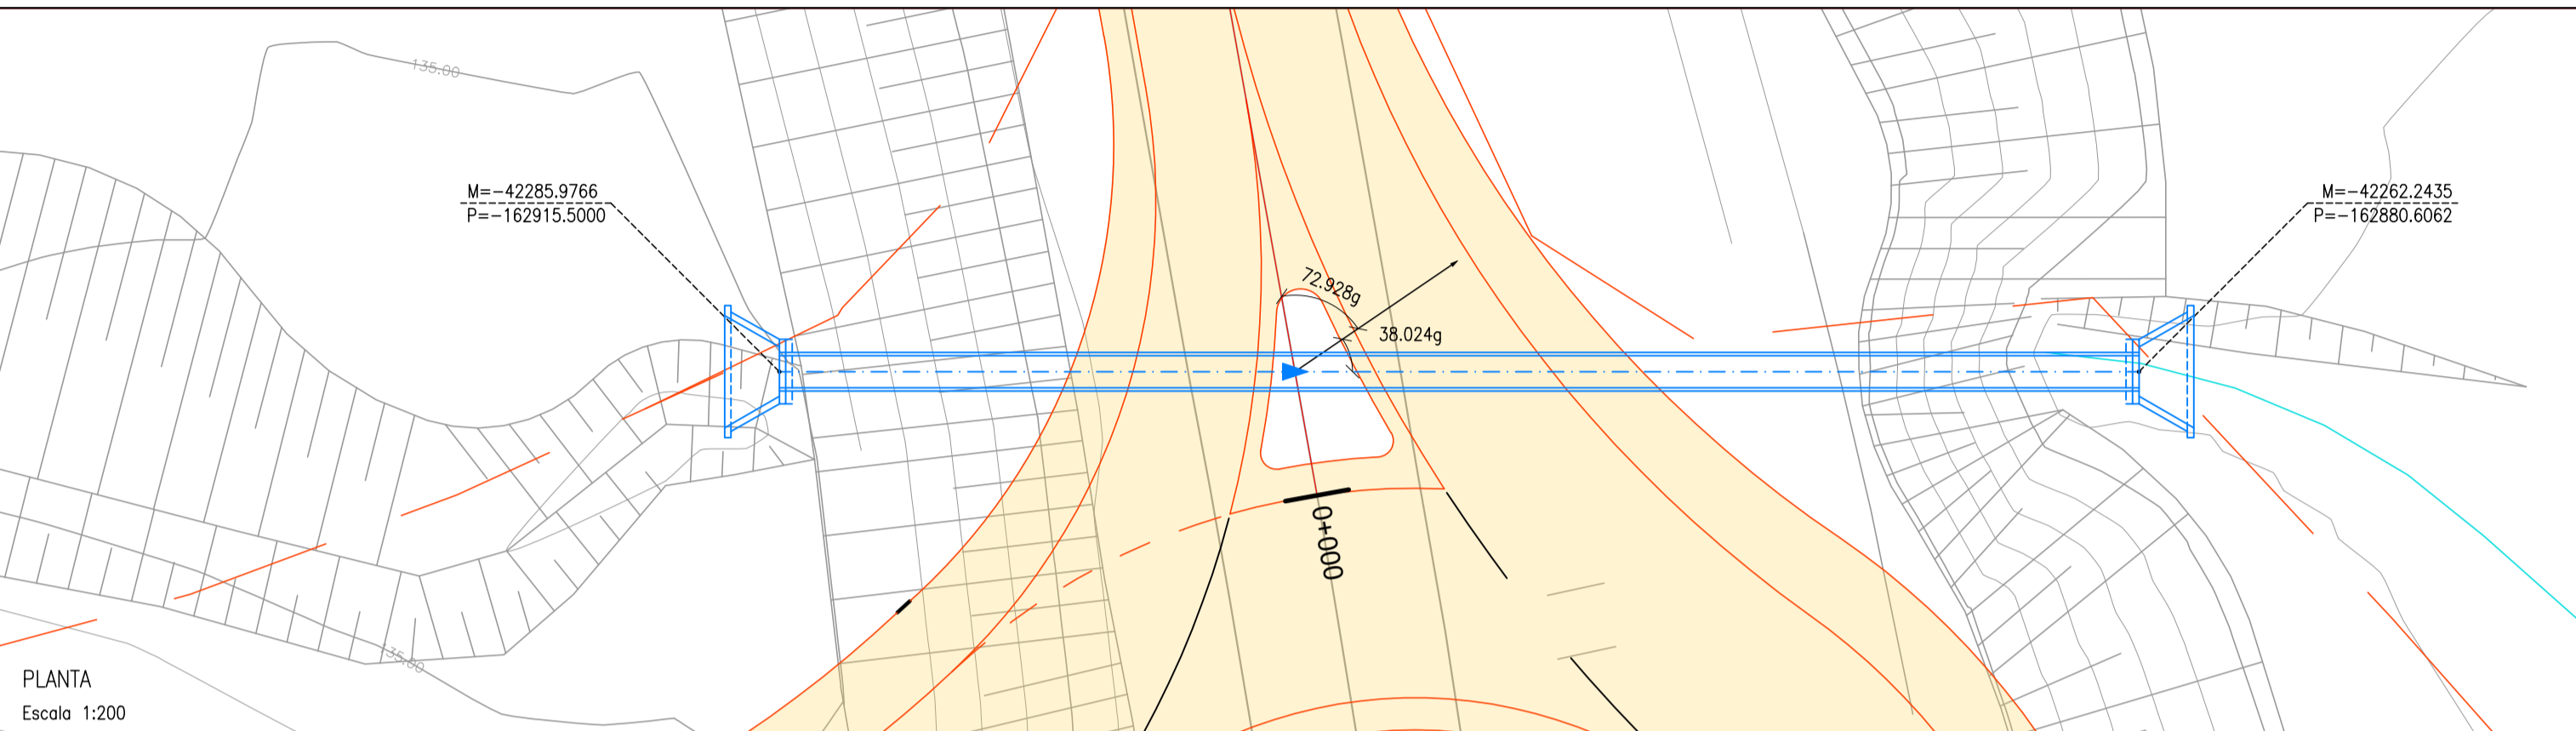 135.00
M=-42285.9766
P=-162915.5000
M=-42262.2435
P=-162880.6062
72.928g
38.024g
0+000
135.00
PLANTA
Escala 1:200